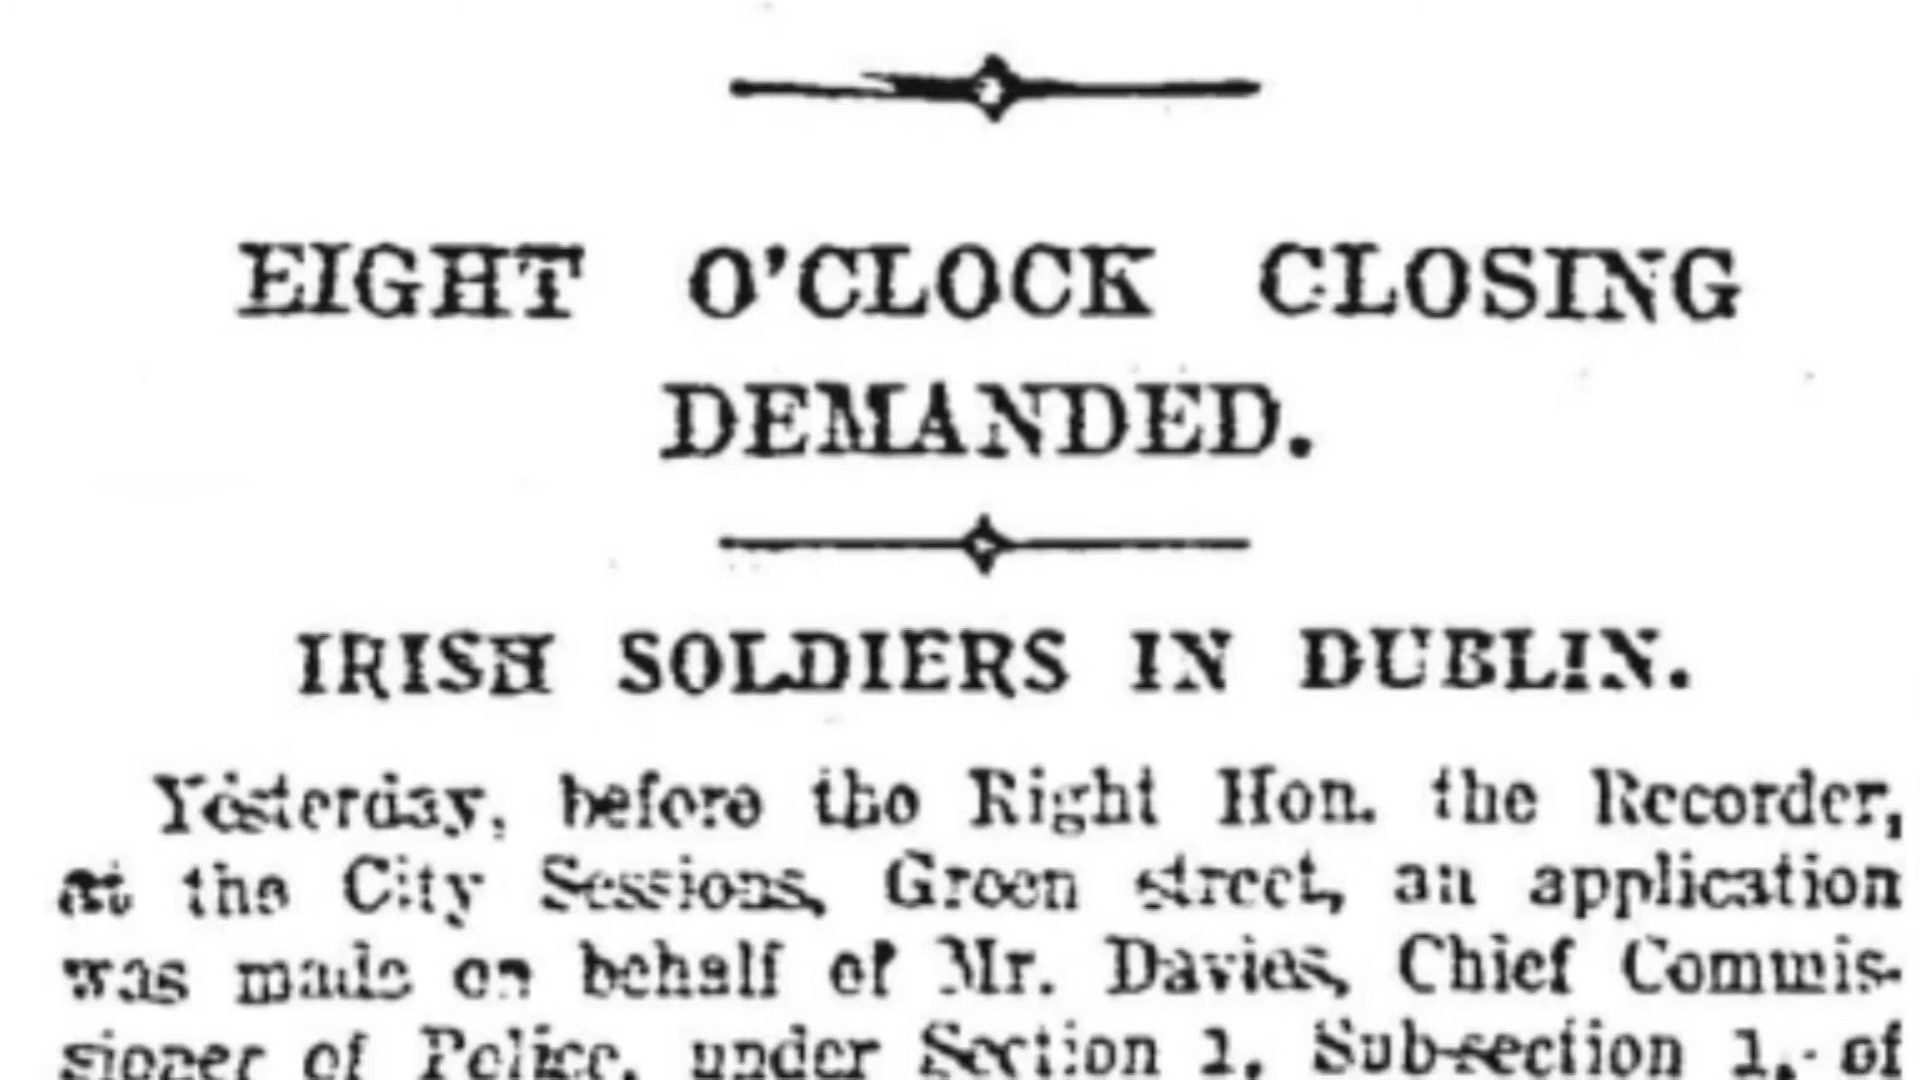 EIGHT O'CLOCK CLOSING
DEMANDED.
IRISH SOLDIERS IN DUBLIN.
Yesterday, before the Right Hon. the Recorder,
at the City Sessions, Green street, an application
was made on behalf of Mr. Davies, Chief Commis-
sioner of Police, under Section 1, Sub-section 1, of